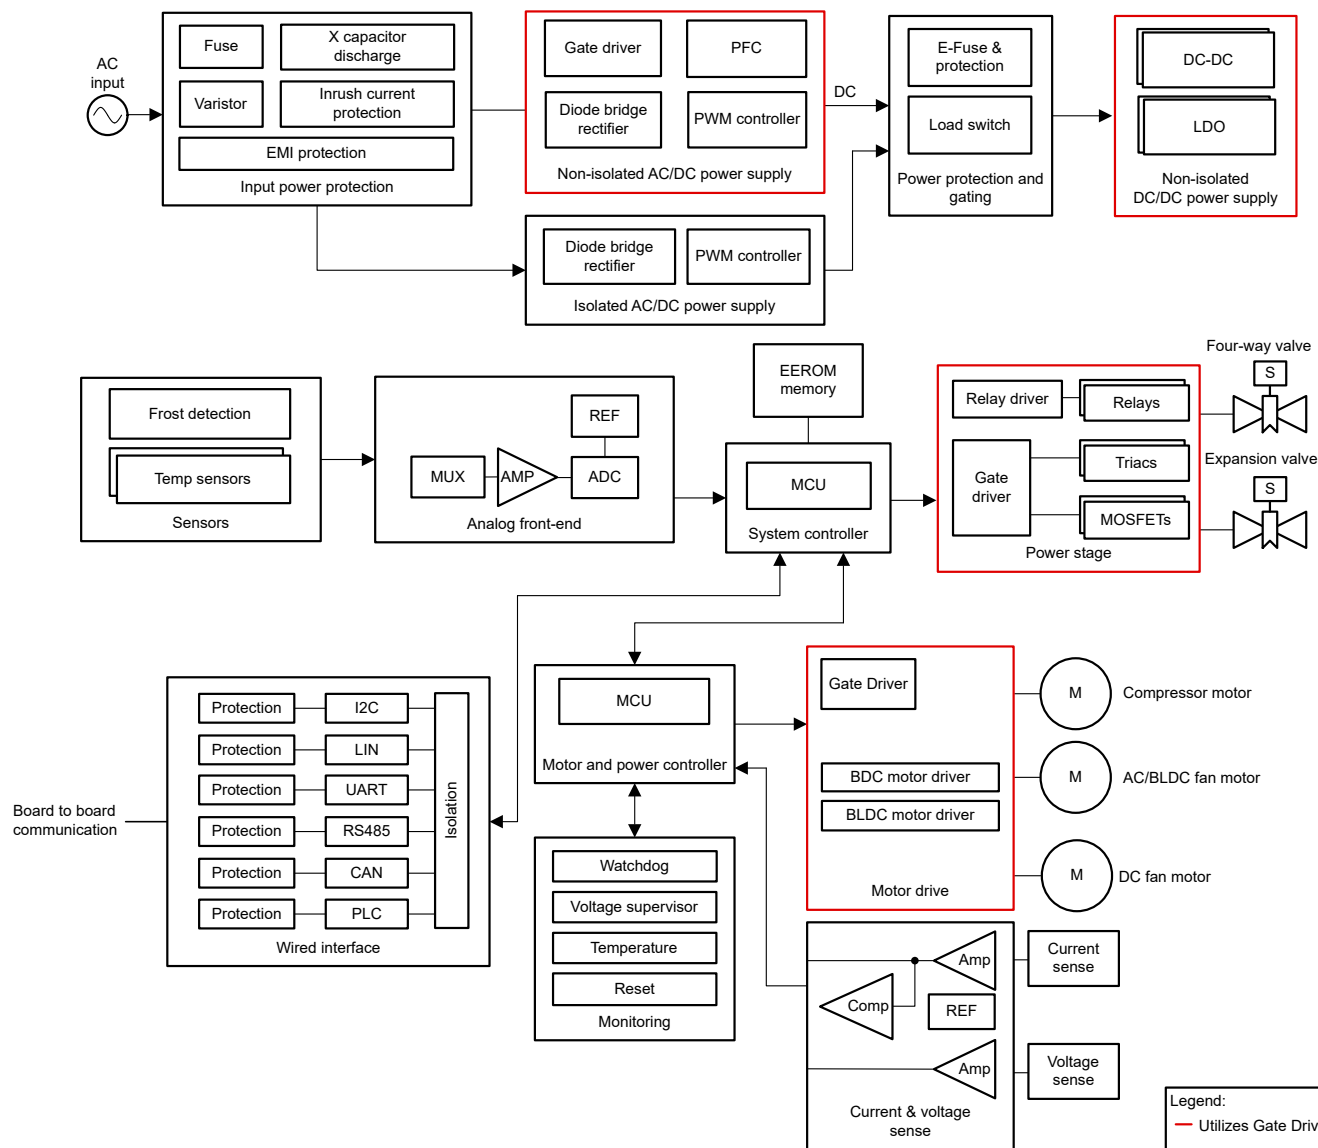 AC
input
Fuse
X capacitor
discharge
Varistor
Inrush current
protection
EMI protection
Input power protection
Gate driver
PFC
Diode bridge
rectifier
PWM controller
Non-isolated AC/DC power supply
DC
E-Fuse &
protection
Load switch
Power protection and
gating
DC-DC
LDO
Non-isolated
DC/DC power supply
Diode bridge
rectifier
PWM controller
Isolated AC/DC power supply
Frost detection
Temp sensors
Sensors
REF
MUX
AMP
ADC
Analog front-end
EEROM
memory
MCU
System controller
Relay driver
Relays
Gate
driver
Triacs
MOSFETs
Power stage
Four-way valve
S
Expansion valve
S
Board to board
communication
Protection
I2C
Protection
LIN
Protection
UART
Protection
RS485
Protection
CAN
Protection
PLC
Isolation
Wired interface
MCU
Motor and power controller
Watchdog
Voltage supervisor
Temperature
Reset
Monitoring
Gate Driver
BDC motor driver
BLDC motor driver
Motor drive
M
Compressor motor
M
AC/BLDC fan motor
M
DC fan motor
Amp
Comp
REF
Amp
Current & voltage
sense
Current
sense
Voltage
sense
Legend:
Utilizes Gate Driv